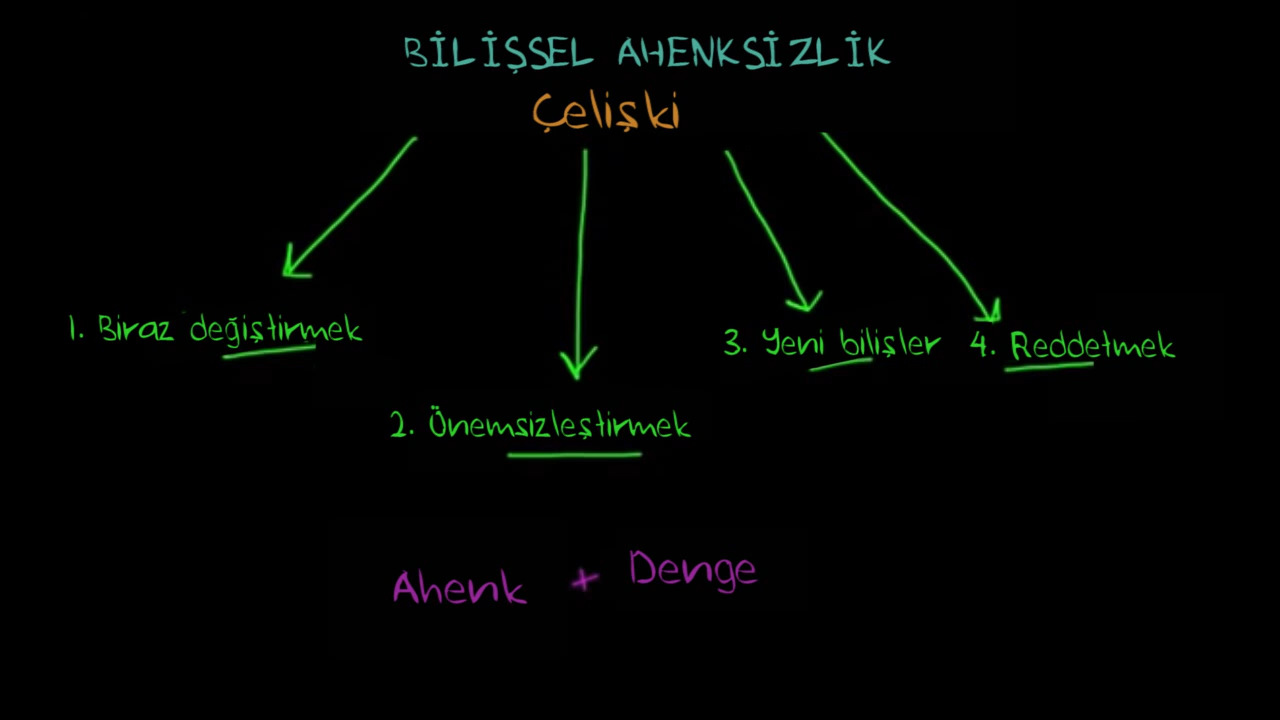 BİLİŞSEL AHENKSİZLİK
Çelişki
1. Biraz değiştirmek
2. Önemsizleştirmek
3. Yeni bilişler
4. Reddetmek
Ahenk + Denge